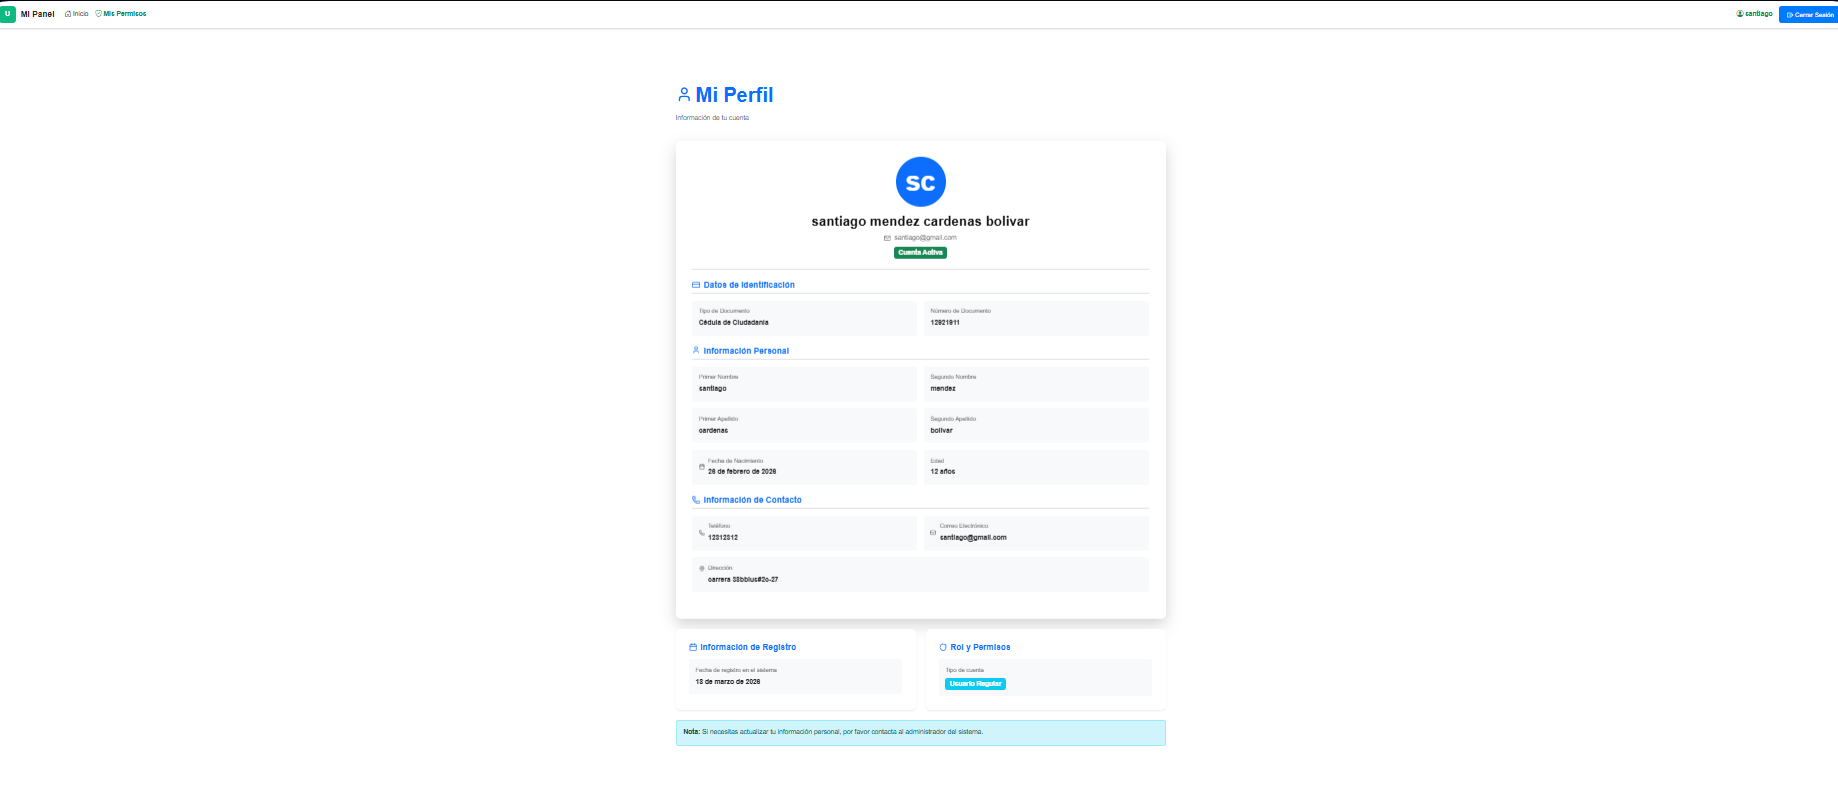 U Mi Panel Inicio Mis Permisos santiago Cerrar Sesión
Mi Perfil
Información de tu cuenta
SC
santiago mendez cardenas bolivar
santiago@gmail.com
Cuenta Activa
Datos de Identificación
Tipo de Documento Número de Documento
Cédula de Ciudadanía 12921911
Información Personal
Primer Nombre Segundo Nombre
santiago mendez
Primer Apellido Segundo Apellido
cardenas bolivar
Fecha de Nacimiento Edad
26 de febrero de 2026 12 años
Información de Contacto
Teléfono Correo Electrónico
12312312 santiago@gmail.com
Dirección
carrera
Información de Registro Rol y Permisos
Fecha de registro en el sistema Tipo de cuenta
13 de marzo de 2026 Usuario Regular
Nota: Si necesitas actualizar tu información personal, por favor contacta al administrador del sistema.